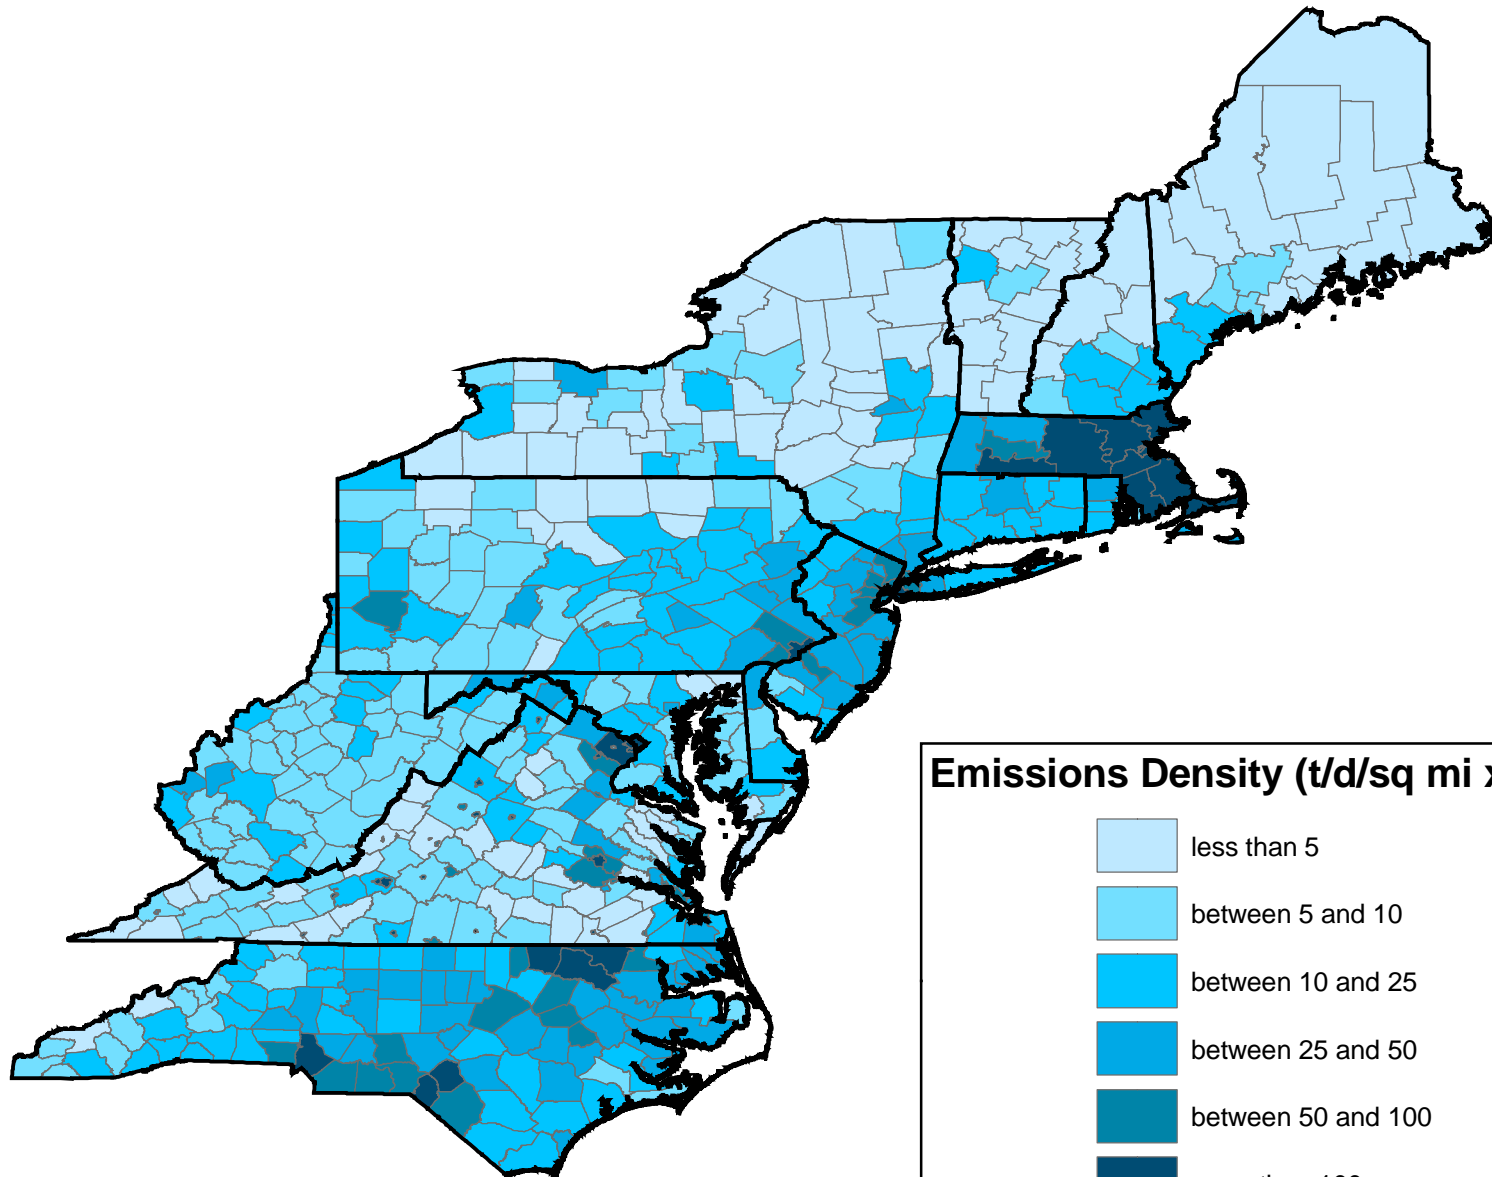 Emissions Density (t/d/sq mi x
less than 5
between 5 and 10
between 10 and 25
between 25 and 50
between 50 and 100